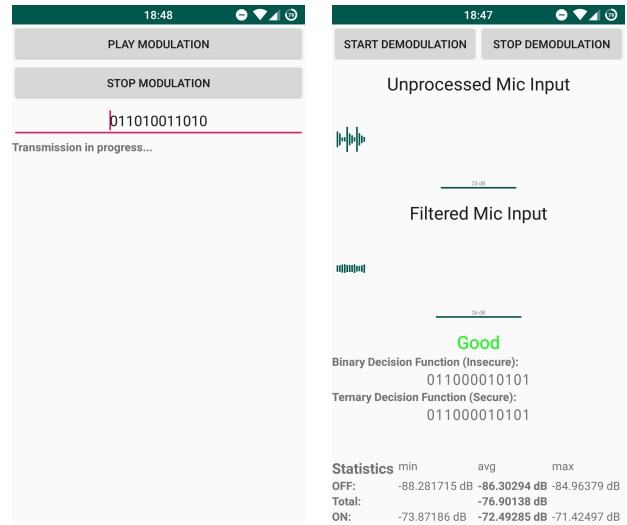 18:48
79
PLAY MODULATION
STOP MODULATION
011010011010
Transmission in progress...
18:47
79
START DEMODULATION STOP DEMODULATION
Unprocessed Mic Input
23 dB
Filtered Mic Input
26 dB
Good
Binary Decision Function (Insecure):
011000010101
Ternary Decision Function (Secure):
011000010101
Statistics min avg max
OFF: -88.281715 dB -86.30294 dB -84.96379 dB
Total: -76.90138 dB
ON: -73.87186 dB -72.49285 dB -71.42497 dB